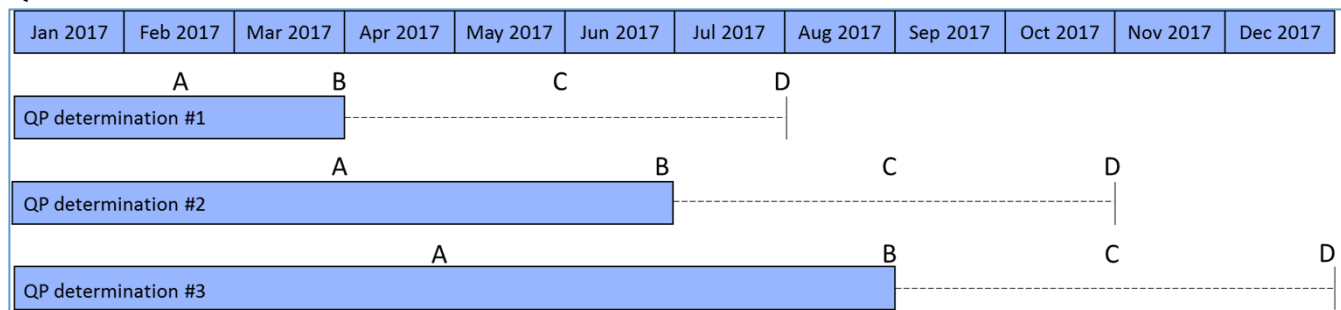 Jan 2017 Feb 2017 Mar 2017 Apr 2017 May 2017 Jun 2017 Jul 2017 Aug 2017 Sep 2017 Oct 2017 Nov 2017 Dec 2017
A B C D
QP determination #1
A B C D
QP determination #2
A B C D
QP determination #3